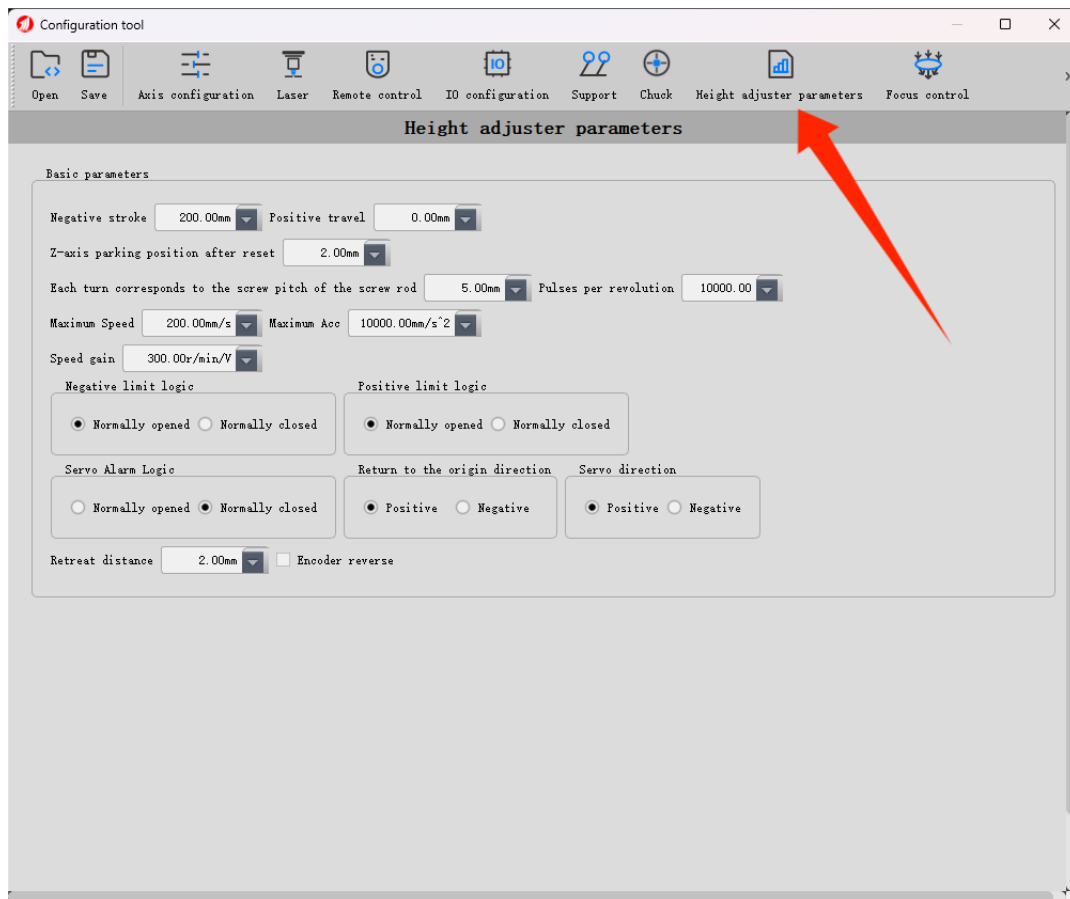 Configuration tool
Open Save Axis configuration Laser Remote control IO configuration Support Chuck Height adjuster parameters Focus control
Height adjuster parameters
Basic parameters
Negative stroke 200.00mm Positive travel 0.00mm
Z-axis parking position after reset 2.00mm
Each turn corresponds to the screw pitch of the screw rod 5.00mm Pulses per revolution 10000.00
Maximum Speed 200.00mm/s Maximum Acc 10000.00mm/s^2
Speed gain 300.00r/min/V
Negative limit logic Positive limit logic
Normally opened Normally closed Normally opened Normally closed
Servo Alarm Logic Return to the origin direction Servo direction
Normally opened Normally closed Positive Negative Positive Negative
Retreat distance 2.00mm Encoder reverse